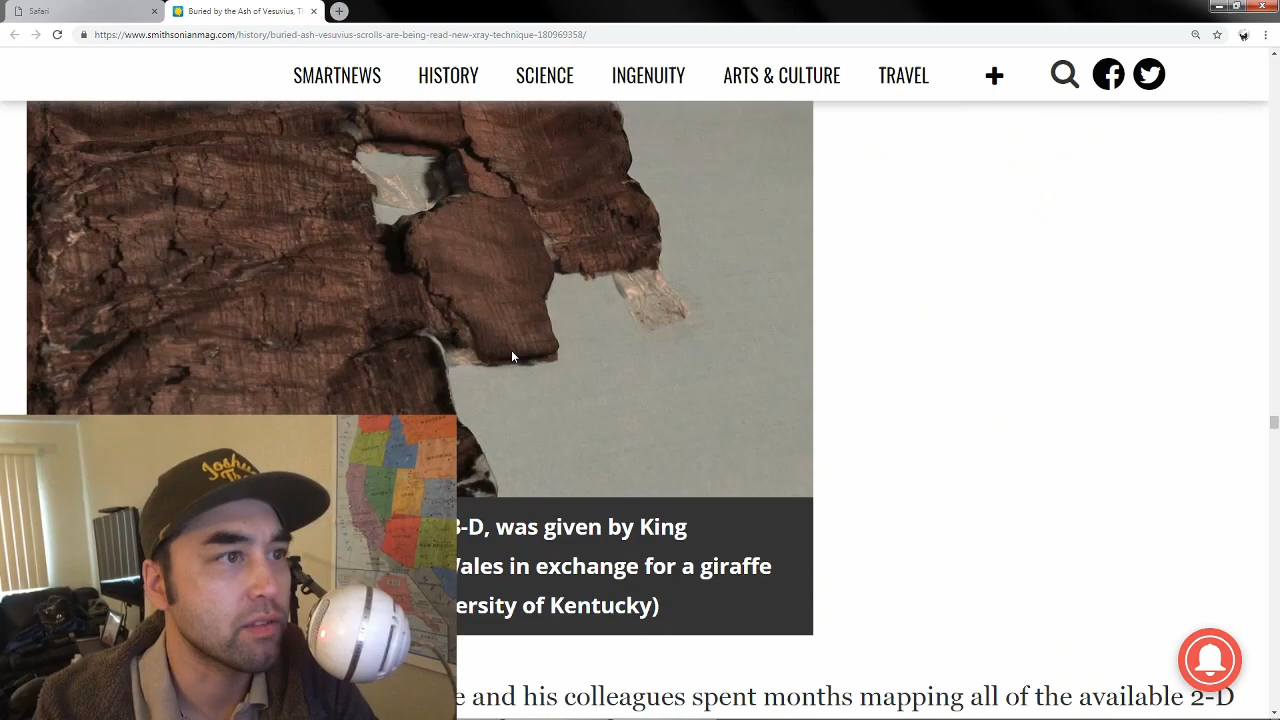 Safari
Buried by the Ash of Vesuvius, Th
https://www.smithsonianmag.com/history/buried-ash-vesuvius-scrolls-are-being-read-new-xray-technique-180969358/
SMARTNEWS HISTORY SCIENCE INGENUITY ARTS & CULTURE TRAVEL
3-D, was given by King
Wales in exchange for a giraffe
ersity of Kentucky)
e and his colleagues spent months mapping all of the available 2-D
Joshua
Tre